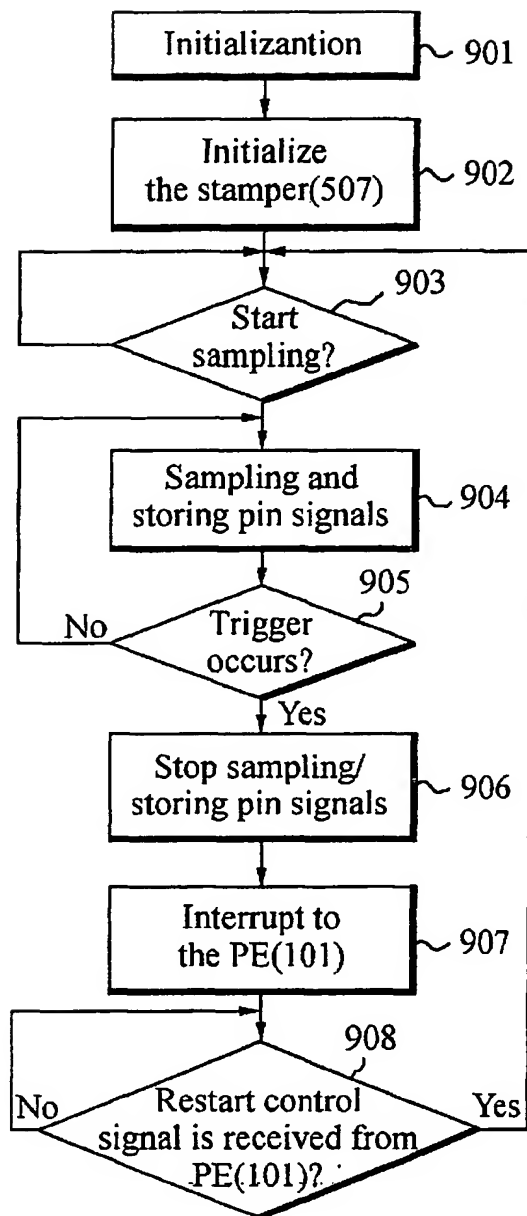 Initializantion
901
Initialize
the stamper(507)
902
903
Start
sampling?
Sampling and
storing pin signals
904
905
No
Trigger
occurs?
Yes
Stop sampling/
storing pin signals
906
Interrupt to
the PE(101)
907
908
No
Restart control
signal is received from
PE(101)?
Yes